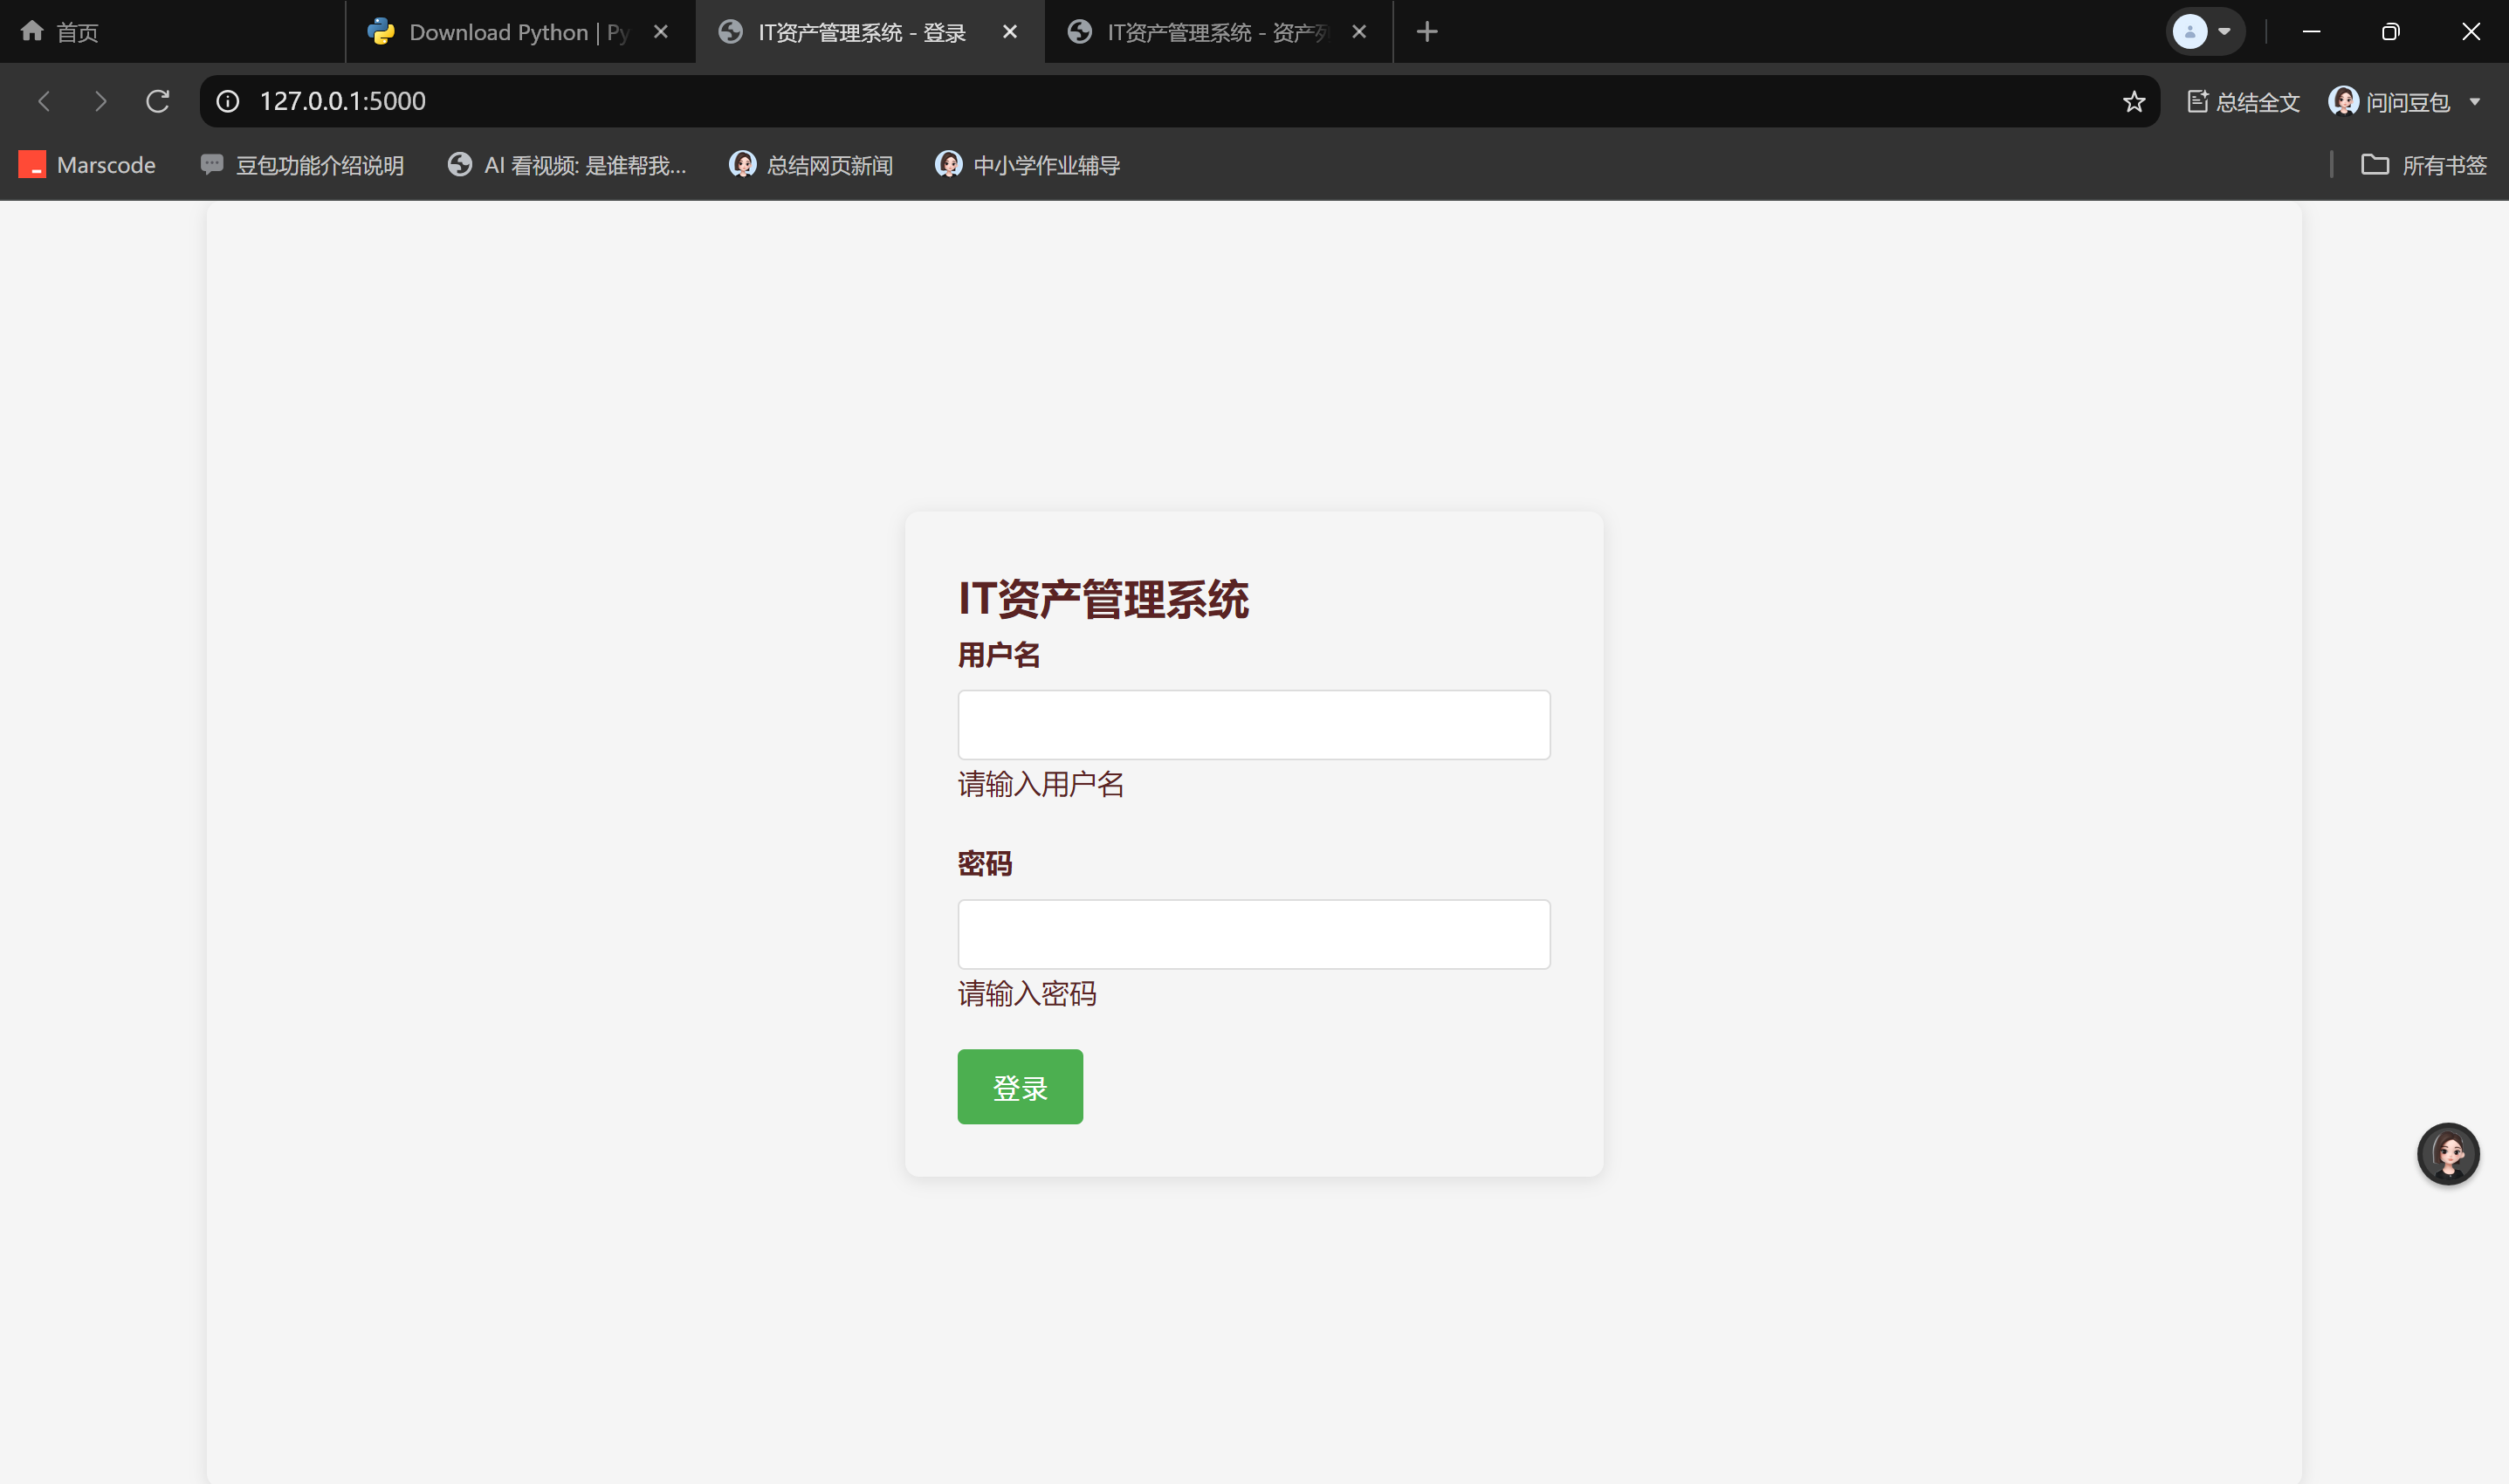 首页
Download Python | Py
IT资产管理系统 - 登录
IT资产管理系统 - 资产列
127.0.0.1:5000
总结全文
问问豆包
Marscode
豆包功能介绍说明
AI 看视频: 是谁帮我...
总结网页新闻
中小学作业辅导
所有书签
IT资产管理系统
用户名
请输入用户名
密码
请输入密码
登录